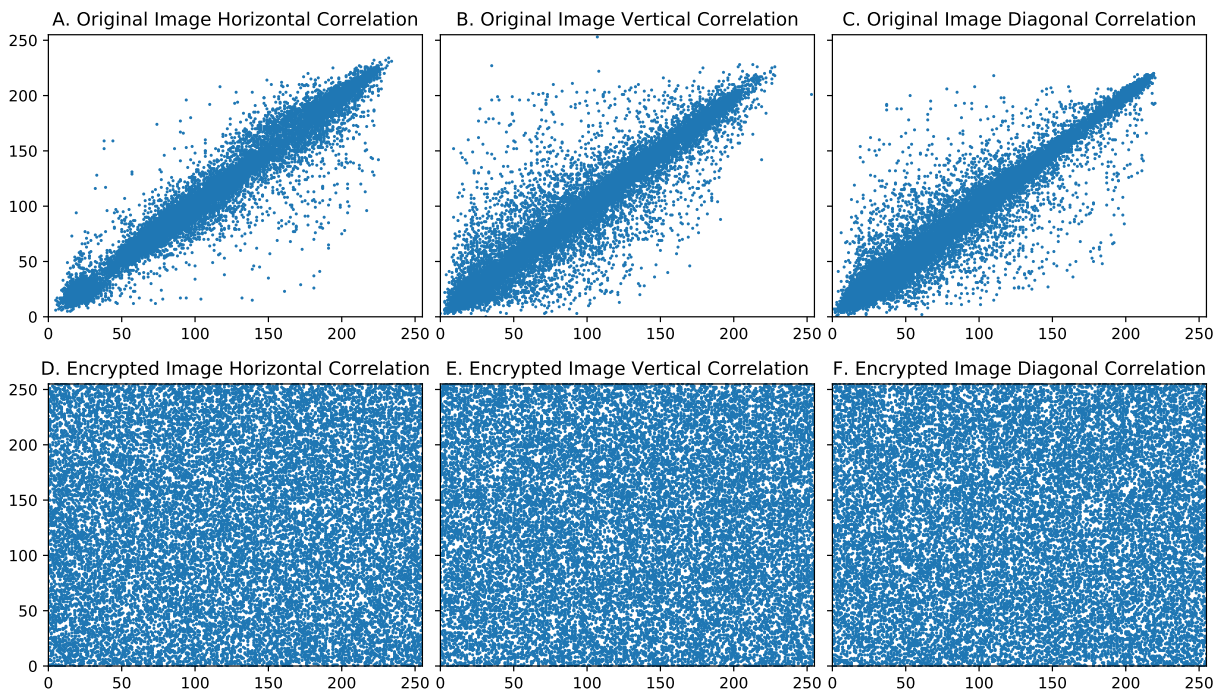 A. Original Image Horizontal Correlation
B. Original Image Vertical Correlation
C. Original Image Diagonal Correlation
250
200
150
100
50
0
0 50 100 150 200 250
0 50 100 150 200 250
0 50 100 150 200 250
D. Encrypted Image Horizontal Correlation
E. Encrypted Image Vertical Correlation
F. Encrypted Image Diagonal Correlation
250
200
150
100
50
0
0 50 100 150 200 250
0 50 100 150 200 250
0 50 100 150 200 250